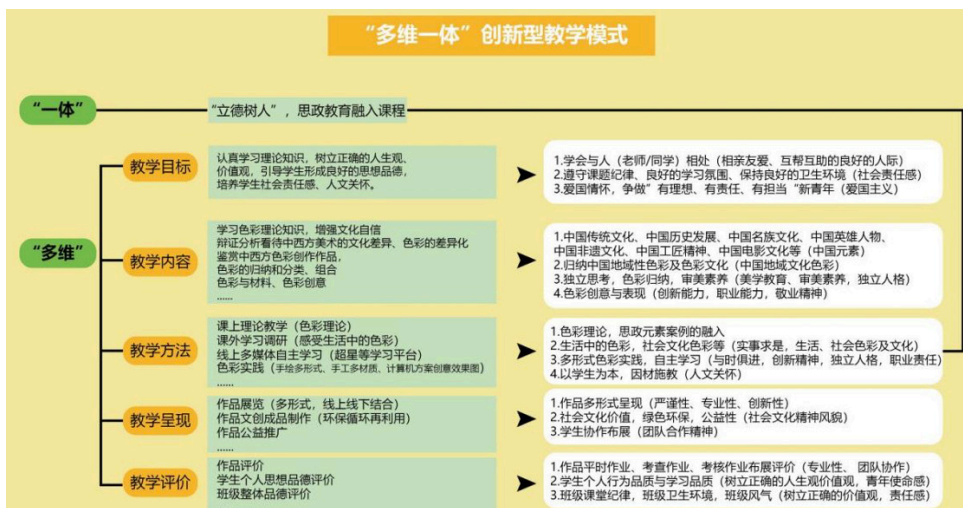 “多维一体”创新型教学模式
“一体”
“立德树人”，思政教育融入课程
“多维”
教学目标
认真学习理论知识，树立正确的人生观、
价值观，引导学生形成良好的思想品德，
培养学生社会责任感、人文关怀。
1.学会与人（老师/同学）相处（相亲友爱、互帮互助的良好的人际）
2.遵守课题纪律、良好的学习氛围、保持良好的卫生环境（社会责任感）
3.爱国情怀，争做”有理想、有责任、有担当“新青年（爱国主义）
教学内容
学习色彩理论知识，增强文化自信
辩证分析看待中西方美术的文化差异、色彩的差异化
鉴赏中西方色彩创作作品，
色彩的归纳和分类、组合
色彩与材料、色彩创意
......
1.中国传统文化、中国历史发展、中国名族文化、中国英雄人物、
中国非遗文化、中国工匠精神、中国电影文化等（中国元素）
2.归纳中国地域性色彩及色彩文化（中国地域文化色彩）
3.独立思考，色彩归纳，审美素养（美学教育、审美素养，独立人格）
4.色彩创意与表现（创新能力，职业能力，敬业精神）
教学方法
课上理论教学（色彩理论）
课外学习调研（感受生活中的色彩）
线上多媒体自主学习（超星等学习平台）
色彩实践（手绘多形式、手工多材质、计算机方案创意效果图）
......
1.色彩理论，思政元素案例的融入
2.生活中的色彩，社会文化色彩等（实事求是，生活、社会色彩及文化）
3.多形式色彩实践，自主学习（与时俱进，创新精神，独立人格，职业责任）
4.以学生为本，因材施教（人文关怀）
教学呈现
作品展览（多形式，线上线下结合）
作品文创成品制作（环保循环再利用）
作品公益推广
......
1.作品多形式呈现（严谨性、专业性、创新性）
2.社会文化价值，绿色环保，公益性（社会文化精神风貌）
3.学生协作布展（团队合作精神）
教学评价
作品评价
学生个人思想品德评价
班级整体品德评价
1.作品平时作业、考查作业、考核作业布展评价（专业性、 团队协作）
2.学生个人行为品质与学习品质（树立正确的人生观价值观，青年使命感）
3.班级课堂纪律，班级卫生环境，班级风气（树立正确的价值观，责任感）